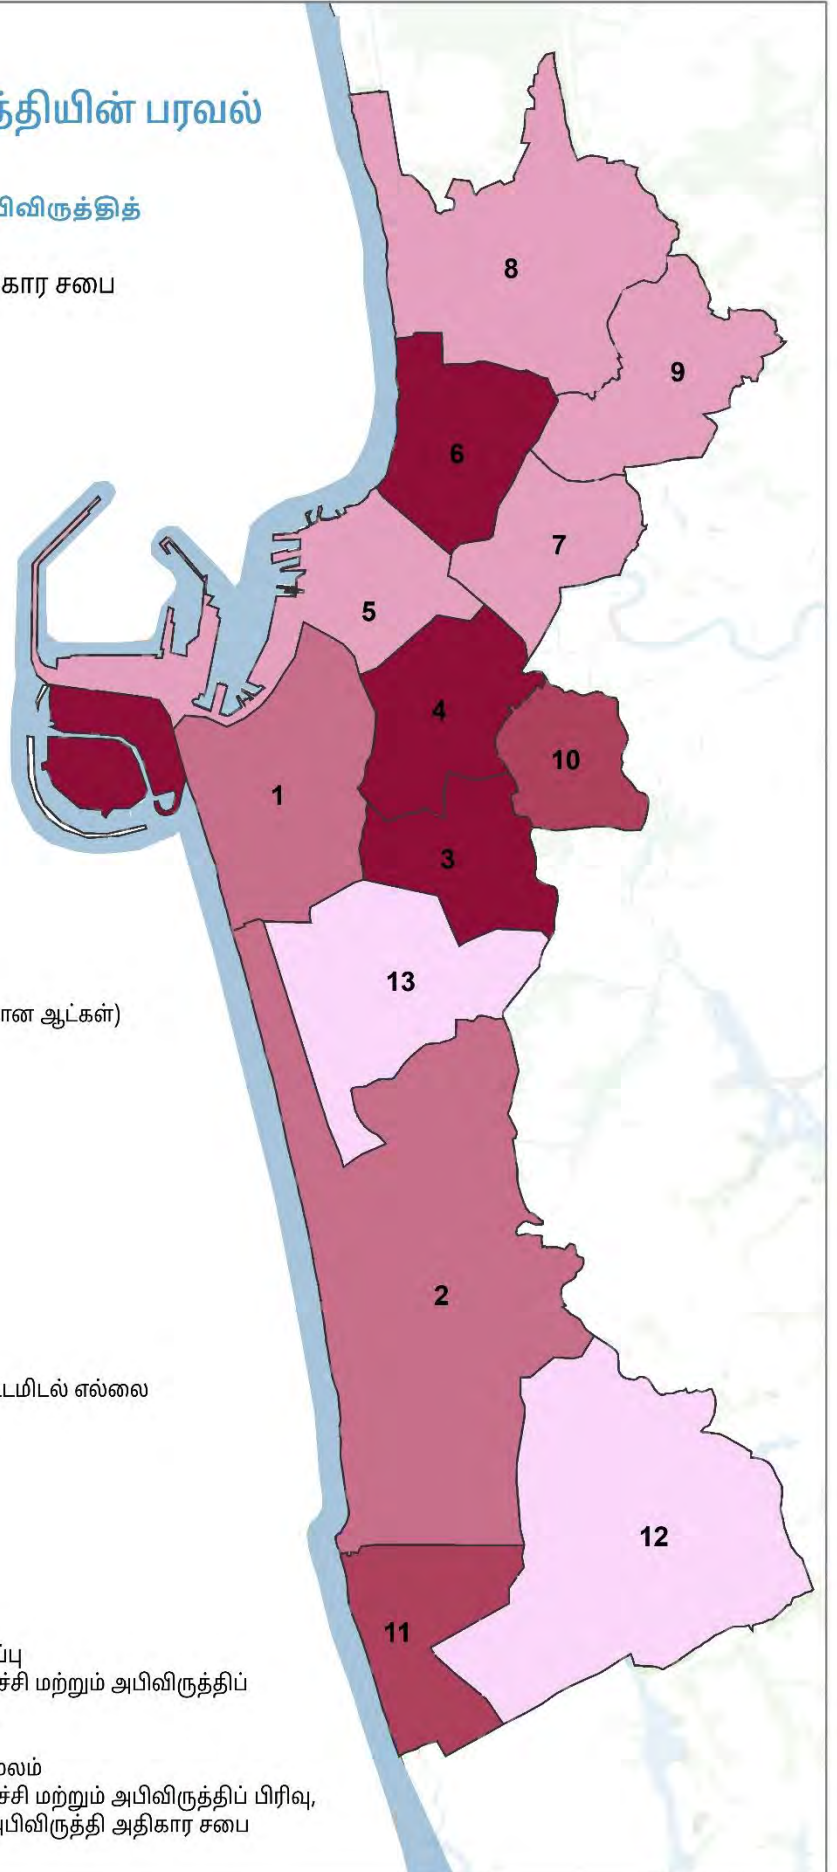 த்தியின் பரவல்
பிவிருத்தித்
கார சபை
8
9
6
7
5
4
10
1
3
13
ான ஆட்கள்)
2
டமிடல் எல்லை
12
11
ப்பு
ச்சி மற்றும் அபிவிருத்திப்
மூலம்
ச்சி மற்றும் அபிவிருத்திப் பிரிவு,
அபிவிருத்தி அதிகார சபை